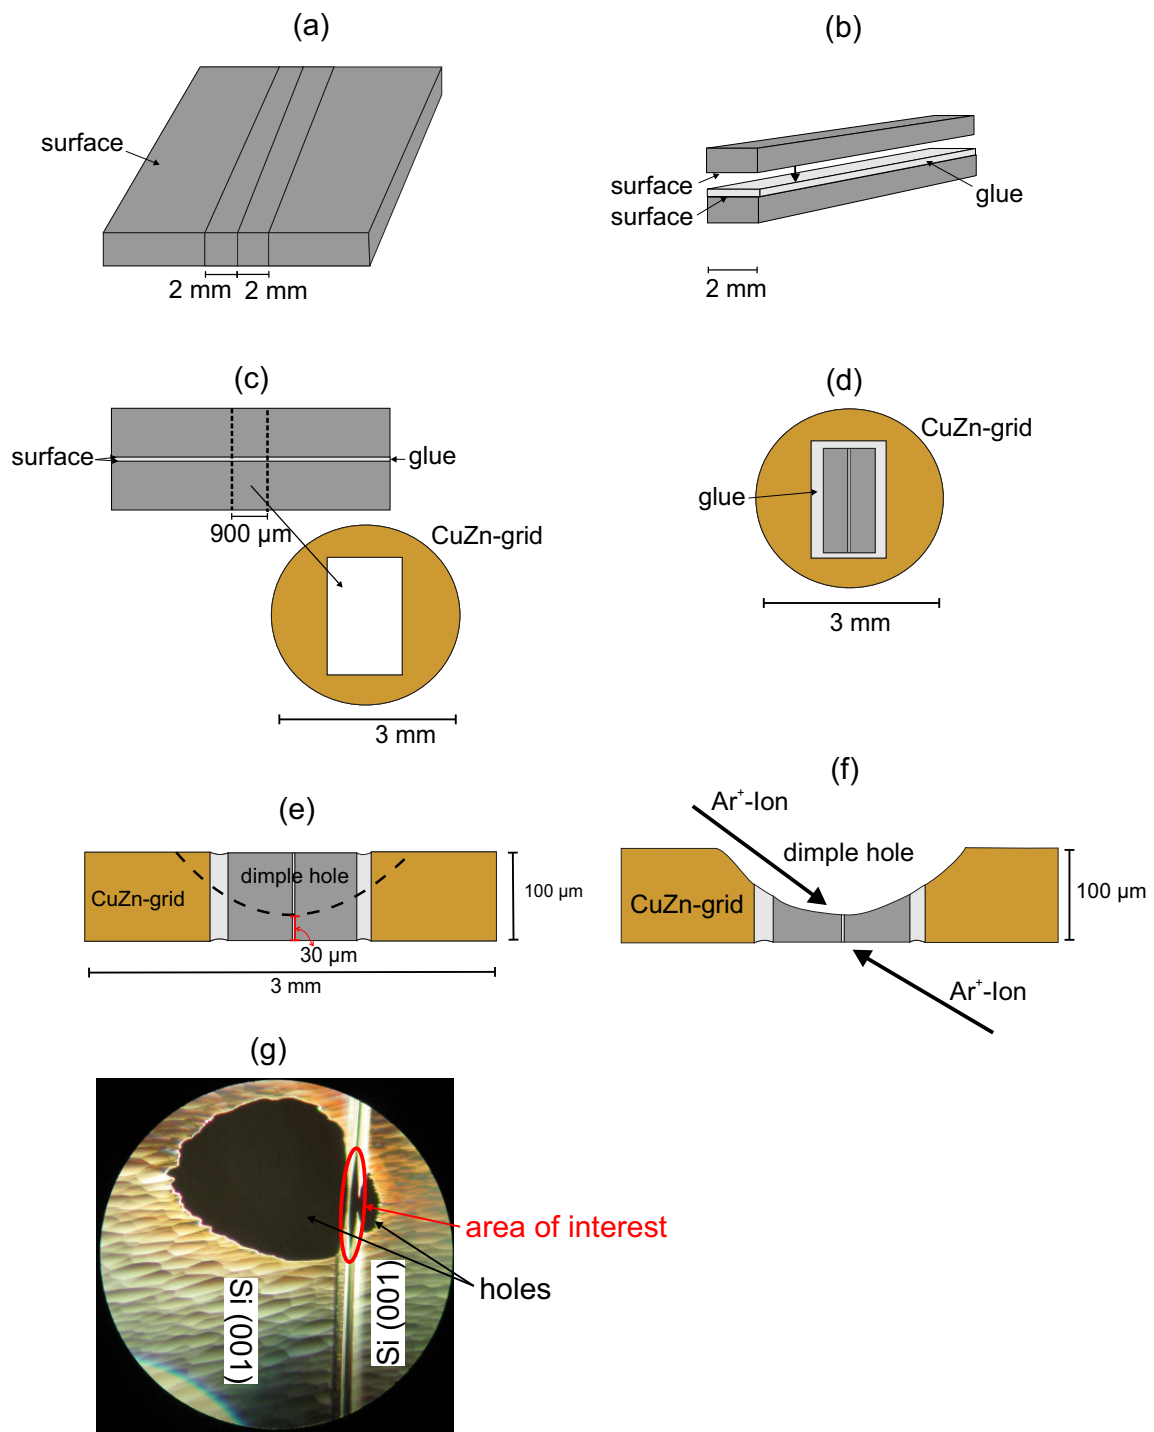 (a)
surface
2 mm
2 mm
(b)
surface
surface
glue
2 mm
(c)
surface
glue
900 µm
CuZn-grid
3 mm
(d)
CuZn-grid
glue
3 mm
(e)
dimple hole
CuZn-grid
100 µm
30 µm
3 mm
(f)
Ar⁺-Ion
dimple hole
CuZn-grid
100 µm
Ar⁺-Ion
(g)
area of interest
holes
Si (001)
Si (001)